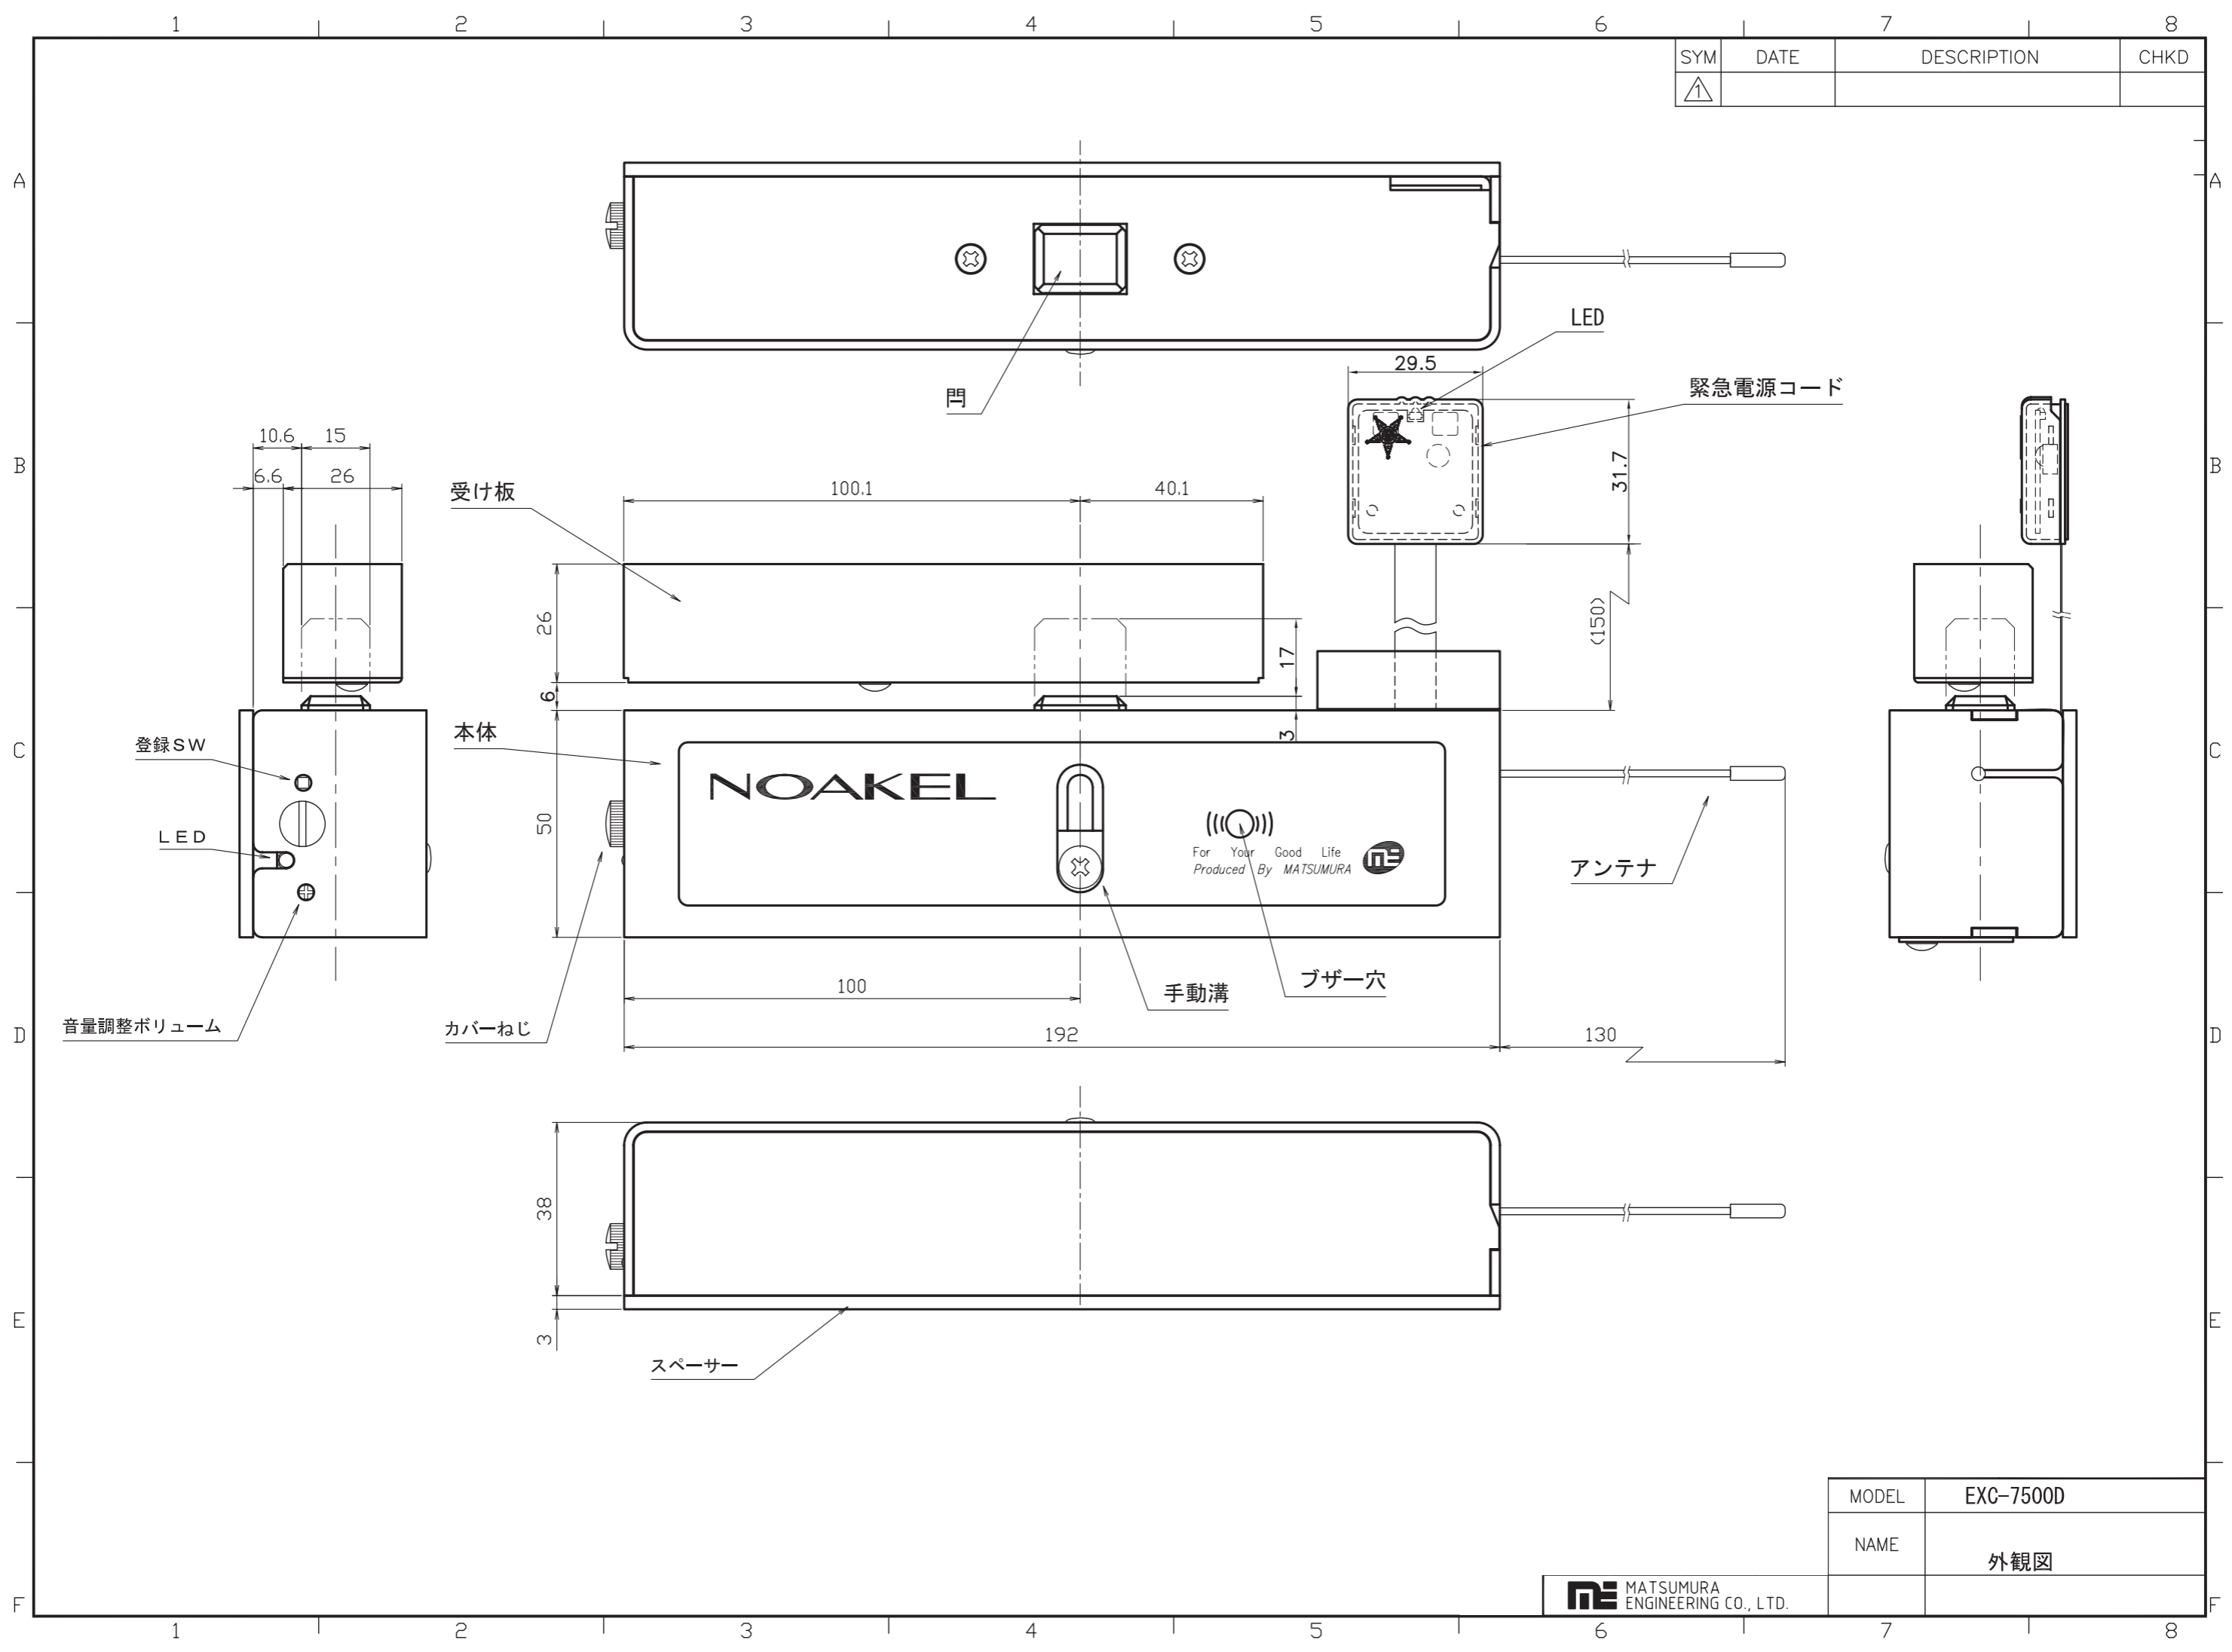 1 2 3 4 5 6 7 8
SYM DATE DESCRIPTION CHKD
1
A
A
閂
LED
29.5
緊急電源コード
31.7
10.6 15
6.6 26
B
B
受け板
100.1 40.1
26
17
(150)
6
3
本体
登録SW
LED
C
C
50
NOAKEL
For Your Good Life
Produced By MATSUMURA
ME
アンテナ
音量調整ボリューム
カバーねじ
100
手動溝
ブザー穴
D
D
192
130
38
3
スペーサー
E
E
MODEL EXC-7500D
NAME 外観図
ME MATSUMURA
ENGINEERING CO., LTD.
F
F
1 2 3 4 5 6 7 8